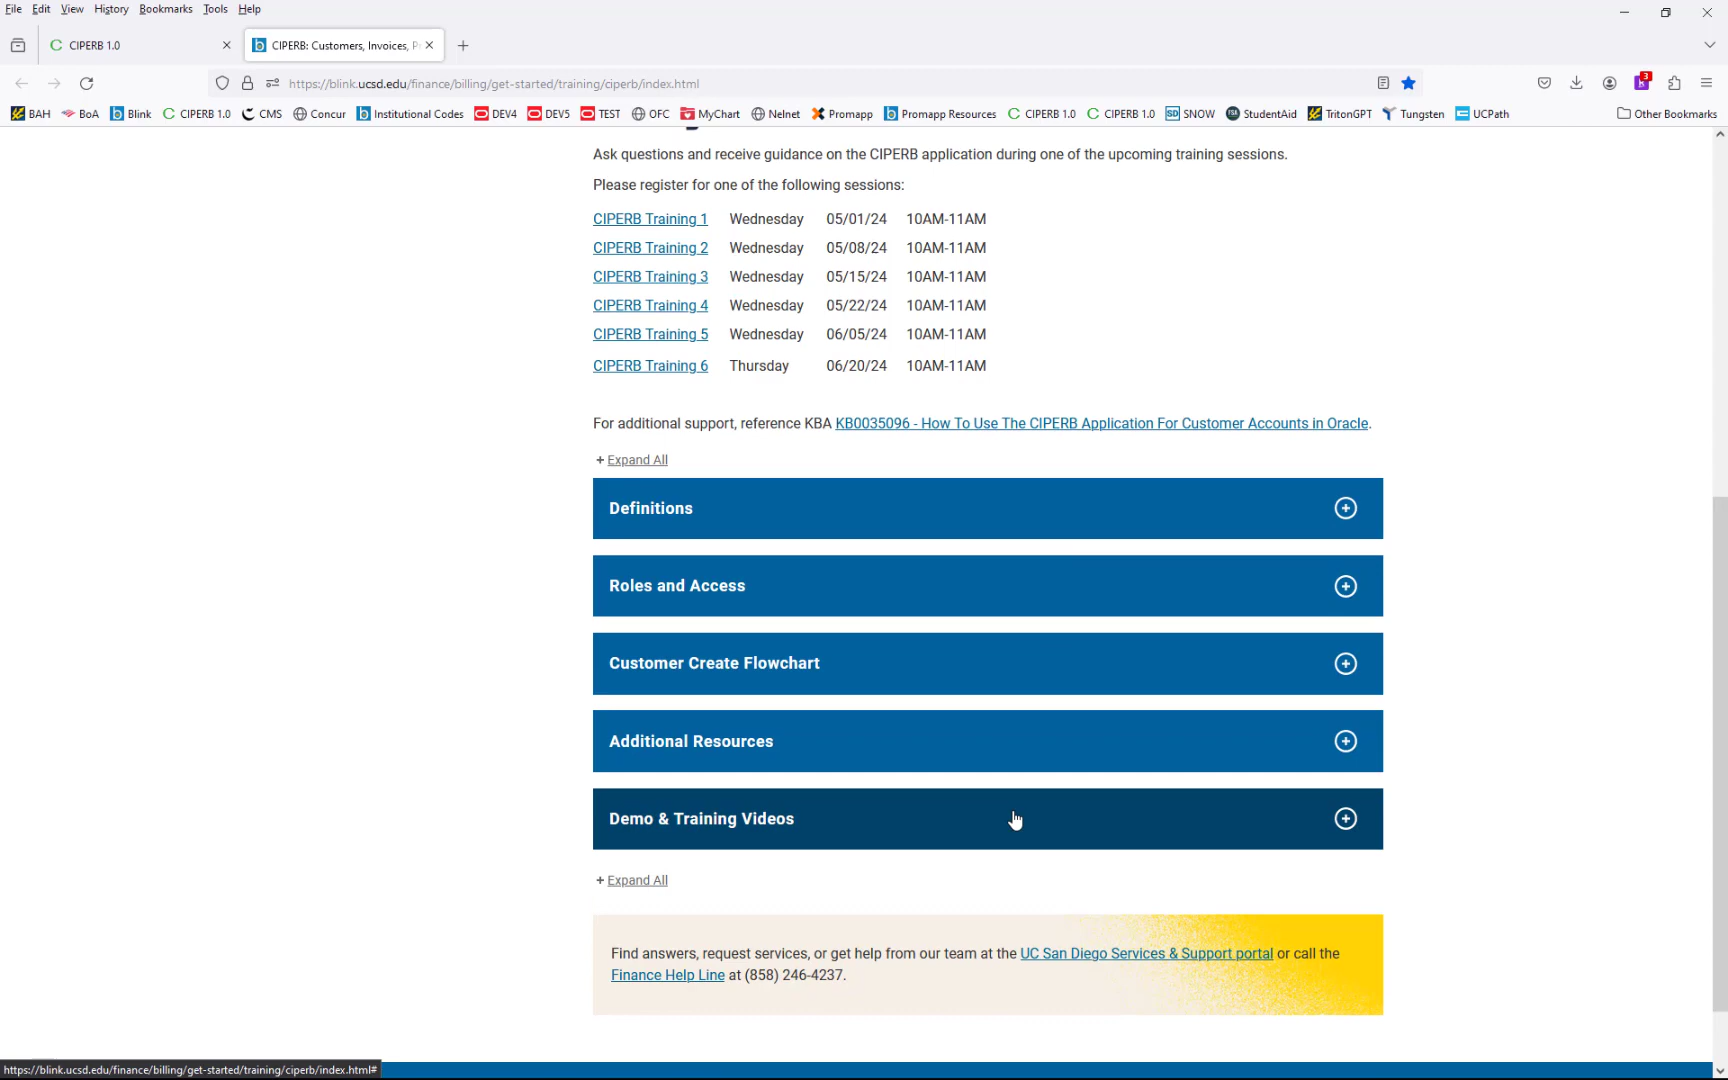 File Edit View History Bookmarks Tools Help
CIPERB 1.0
CIPERB: Customers, Invoices, P
https://blink.ucsd.edu/finance/billing/get-started/training/ciperb/index.html
3
BAH BoA Blink CIPERB 1.0 CMS Concur Institutional Codes DEV4 DEV5 TEST OFC MyChart Nelnet Promapp Promapp Resources CIPERB 1.0 CIPERB 1.0 SNOW StudentAid TritonGPT Tungsten UCPath Other Bookmarks
Ask questions and receive guidance on the CIPERB application during one of the upcoming training sessions.
Please register for one of the following sessions:
CIPERB Training 1 Wednesday 05/01/24 10AM-11AM
CIPERB Training 2 Wednesday 05/08/24 10AM-11AM
CIPERB Training 3 Wednesday 05/15/24 10AM-11AM
CIPERB Training 4 Wednesday 05/22/24 10AM-11AM
CIPERB Training 5 Wednesday 06/05/24 10AM-11AM
CIPERB Training 6 Thursday 06/20/24 10AM-11AM
For additional support, reference KBA KB0035096 - How To Use The CIPERB Application For Customer Accounts in Oracle.
+ Expand All
Definitions
Roles and Access
Customer Create Flowchart
Additional Resources
Demo & Training Videos
+ Expand All
Find answers, request services, or get help from our team at the UC San Diego Services & Support portal or call the
Finance Help Line at (858) 246-4237.
https://blink.ucsd.edu/finance/billing/get-started/training/ciperb/index.html#